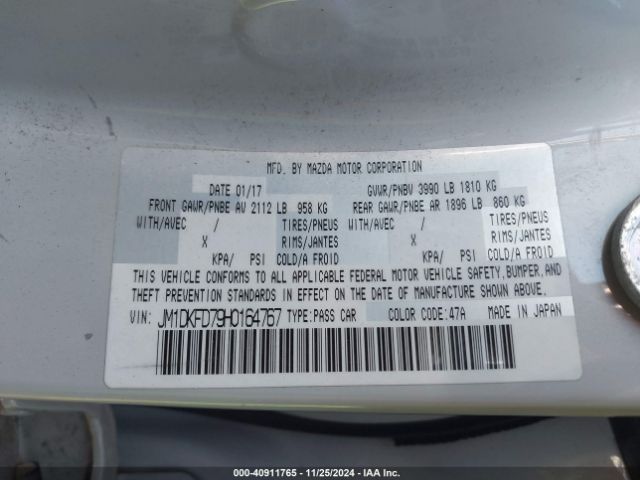 MFD. BY MAZDA MOTOR CORPORATION
DATE 01/17 GVWR/PNBV 3990 LB 1810 KG
FRONT GAWR/PNBE AV 2112 LB 958 KG REAR GAWR/PNBE AR 1896 LB 860 KG
WITH/AVEC / TIRES/PNEUS WITH/AVEC / TIRES/PNEUS
X RIMS/JANTES X RIMS/JANTES
KPA/ PSI COLD/A FROID KPA/ PSI COLD/A FROID
THIS VEHICLE CONFORMS TO ALL APPLICABLE FEDERAL MOTOR VEHICLE SAFETY, BUMPER, AND
THEFT PREVENTION STANDARDS IN EFFECT ON THE DATE OF MANUFACTURE SHOWN ABOVE.
VIN: JM1DKFD79H0164767 TYPE: PASS CAR COLOR CODE: 47A MADE IN JAPAN
000-40911765 - 11/25/2024 - IAA Inc.